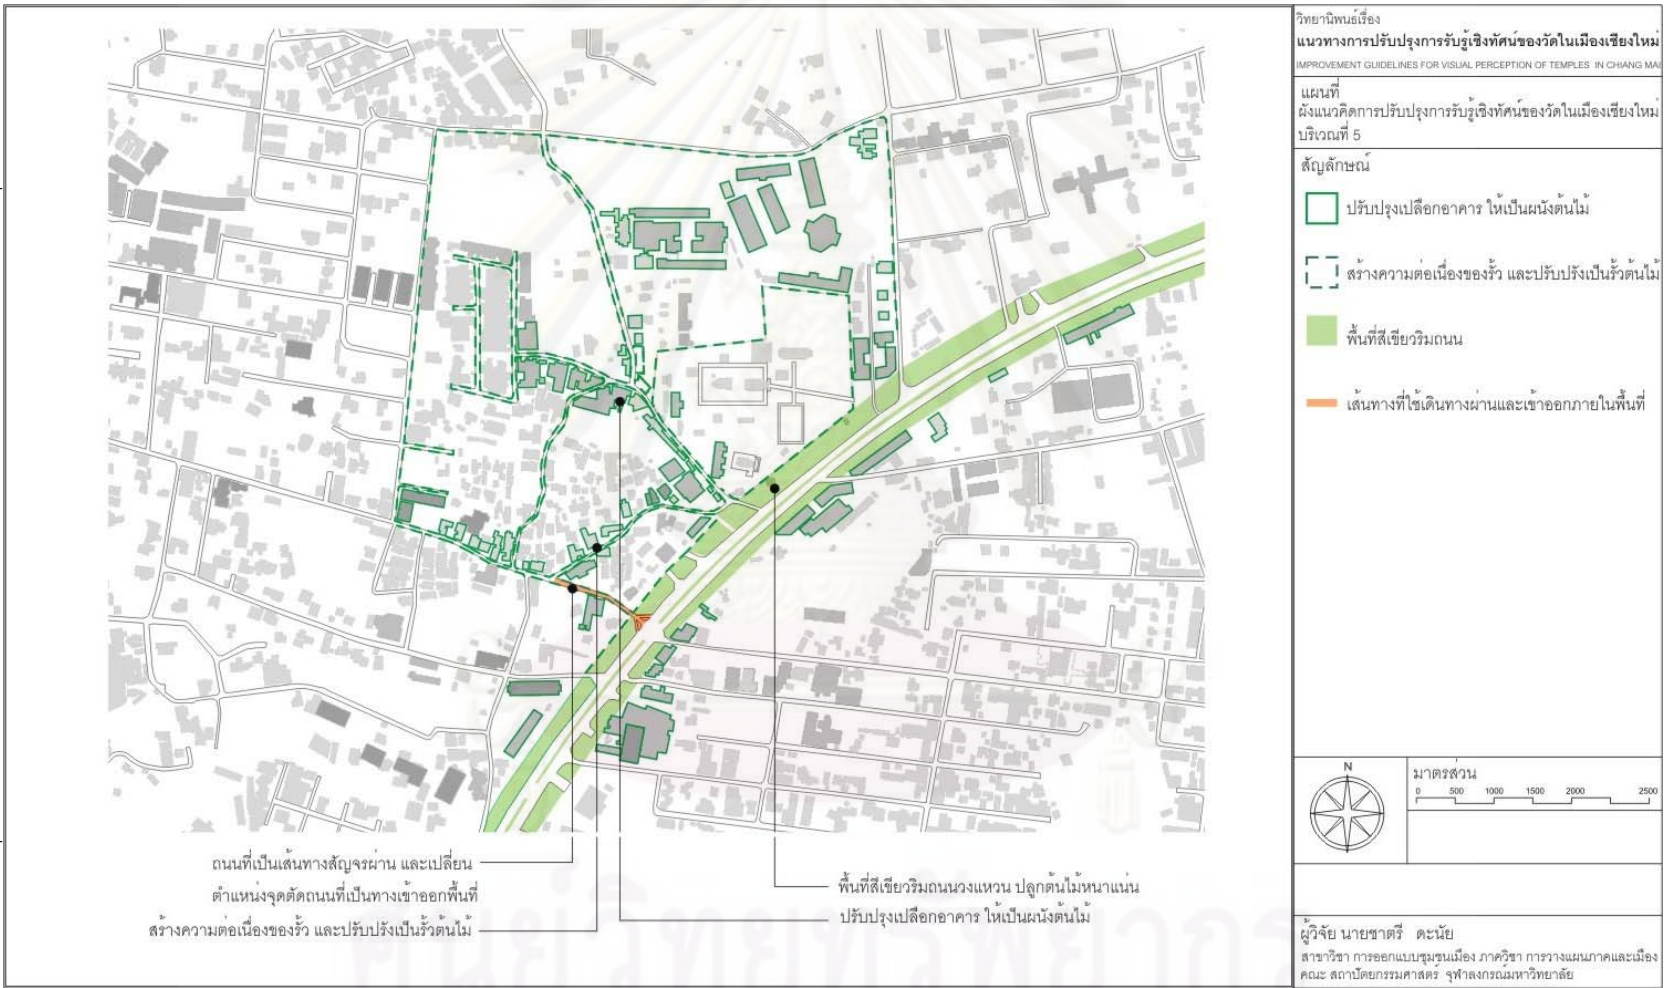 วิทยานิพนธ์เรื่อง
แนวทางการปรับปรุงการรับรู้เชิงทัศน์ของวัดในเมืองเชียงใหม่
IMPROVEMENT GUIDELINES FOR VISUAL PERCEPTION OF TEMPLES IN CHIANG MAI
แผนที่
ผังแนวคิดการปรับปรุงการรับรู้เชิงทัศน์ของวัดในเมืองเชียงใหม่
บริเวณที่ 5
สัญลักษณ์
ปรับปรุงเปลือกอาคาร ให้เป็นผนังต้นไม้
สร้างความต่อเนื่องของรั้ว และปรับปรังเป็นรั้วต้นไม้
พื้นที่สีเขียวริมถนน
เส้นทางที่ใช้เดินทางผ่านและเข้าออกภายในพื้นที่
N
มาตรส่วน
0 500 1000 1500 2000 2500
ถนนที่เป็นเส้นทางสัญจรผ่าน และเปลี่ยน
ตำแหน่งจุดตัดถนนที่เป็นทางเข้าออกพื้นที่
สร้างความต่อเนื่องของรั้ว และปรับปรังเป็นรั้วต้นไม้
พื้นที่สีเขียวริมถนนวงแหวน ปลูกต้นไม้หนาแน่น
ปรับปรุงเปลือกอาคาร ให้เป็นผนังต้นไม้
ผู้วิจัย นายชาตรี ดะนัย
สาขาวิชา การออกแบบชุมชนเมือง ภาควิชา การวางแผนภาคและเมือง
คณะ สถาปัตยกรรมศาสตร์ จุฬาลงกรณ์มหาวิทยาลัย
ศูนย์วิทยทรัพยากร